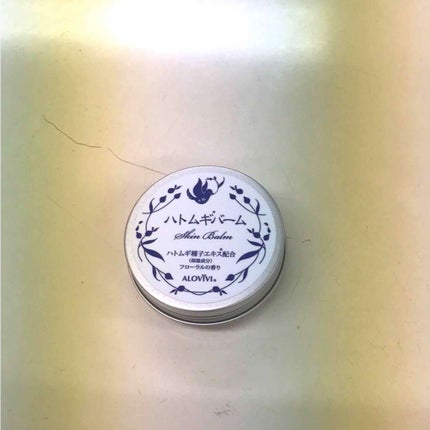 ハトムギバーム
Skin Balm
ハトムギ種子エキス配合
(保湿成分)
フローラルの香り
ALOVIVI®